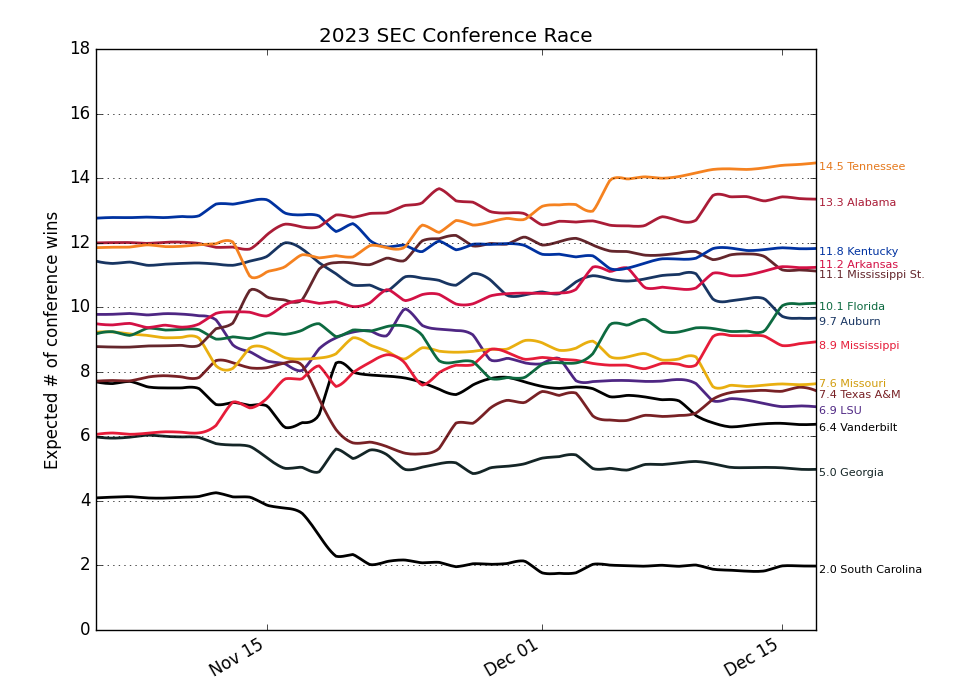 2023 SEC Conference Race
Expected # of conference wins
18
16
14
12
10
8
6
4
2
0
Nov 15
Dec 01
Dec 15
14.5 Tennessee
13.3 Alabama
11.8 Kentucky
11.2 Arkansas
11.1 Mississippi St.
10.1 Florida
9.7 Auburn
8.9 Mississippi
7.6 Missouri
7.4 Texas A&M
6.9 LSU
6.4 Vanderbilt
5.0 Georgia
2.0 South Carolina